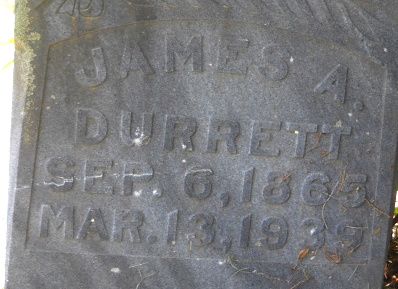 JAMES A.
DURRETT
SEP. 6, 1865
MAR. 13, 1939